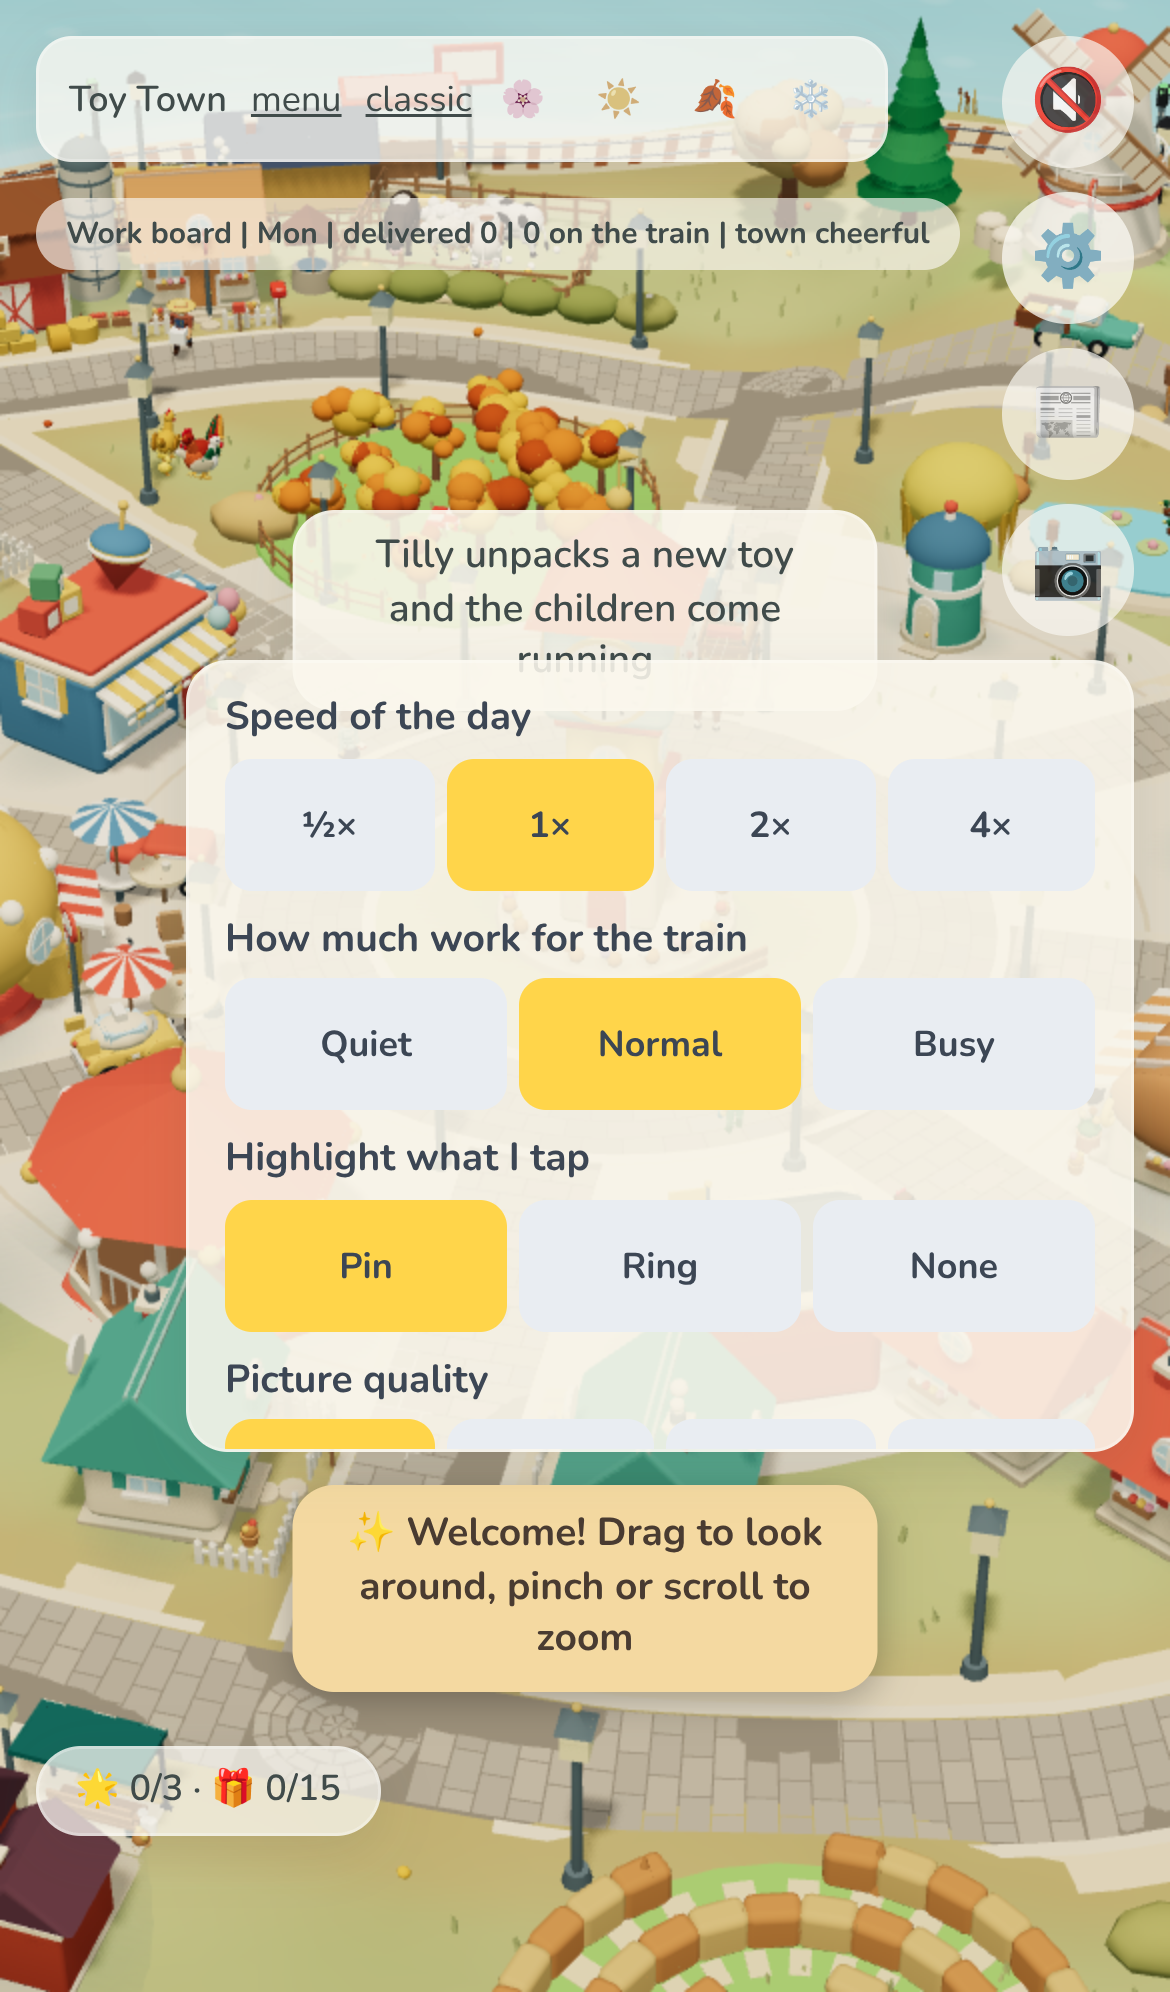 Toy Town menu classic
Work board | Mon | delivered 0 | 0 on the train | town cheerful
Tilly unpacks a new toy
and the children come
running
Speed of the day
½× 1× 2× 4×
How much work for the train
Quiet Normal Busy
Highlight what I tap
Pin Ring None
Picture quality
✨ Welcome! Drag to look
around, pinch or scroll to
zoom
🌟 0/3 · 🎁 0/15